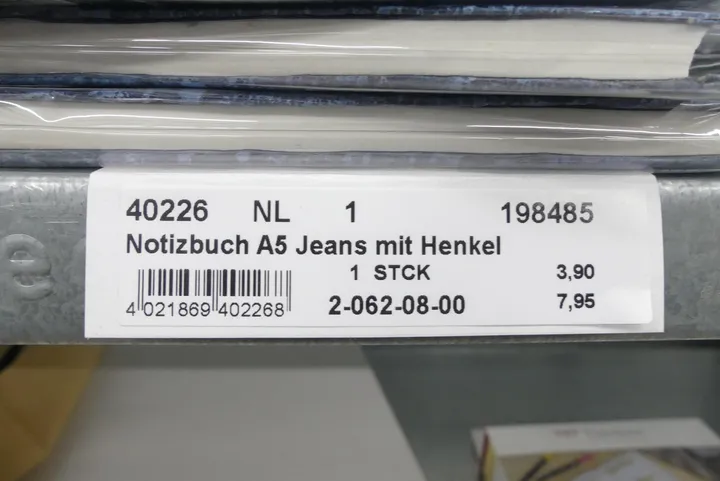 40226 NL 1 198485
Notizbuch A5 Jeans mit Henkel
1 STCK 3,90
4 021869 402268 2-062-08-00 7,95